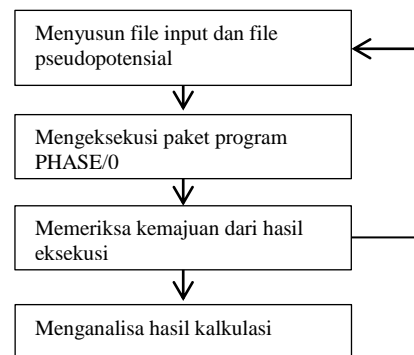 Menyusun file input dan file
pseudopotensial
Mengeksekusi paket program
PHASE/0
Memeriksa kemajuan dari hasil
eksekusi
Menganalisa hasil kalkulasi